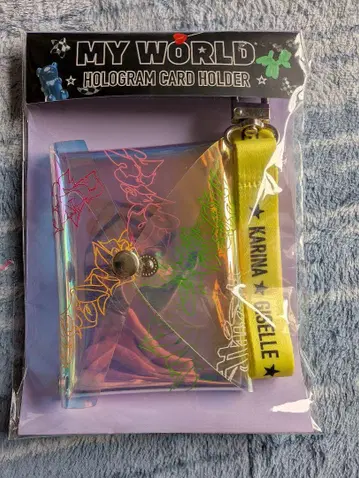 MY WORLD
☆ HOLOGRAM CARD HOLDER ☆
★ KARINA ★ GISELLE ★